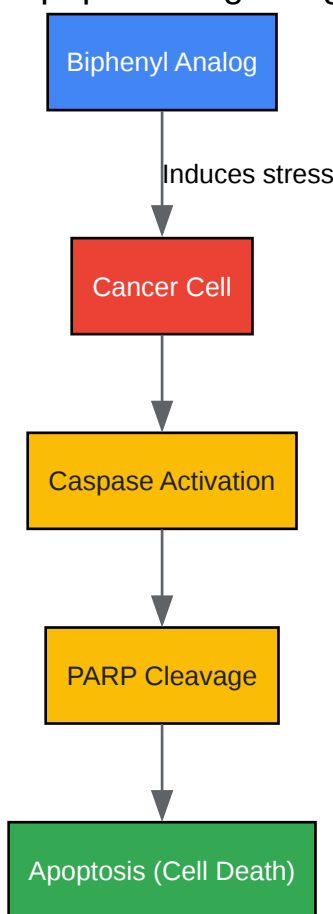 Biphenyl Analog
Induces stress
Cancer Cell
Caspase Activation
PARP Cleavage
Apoptosis (Cell Death)